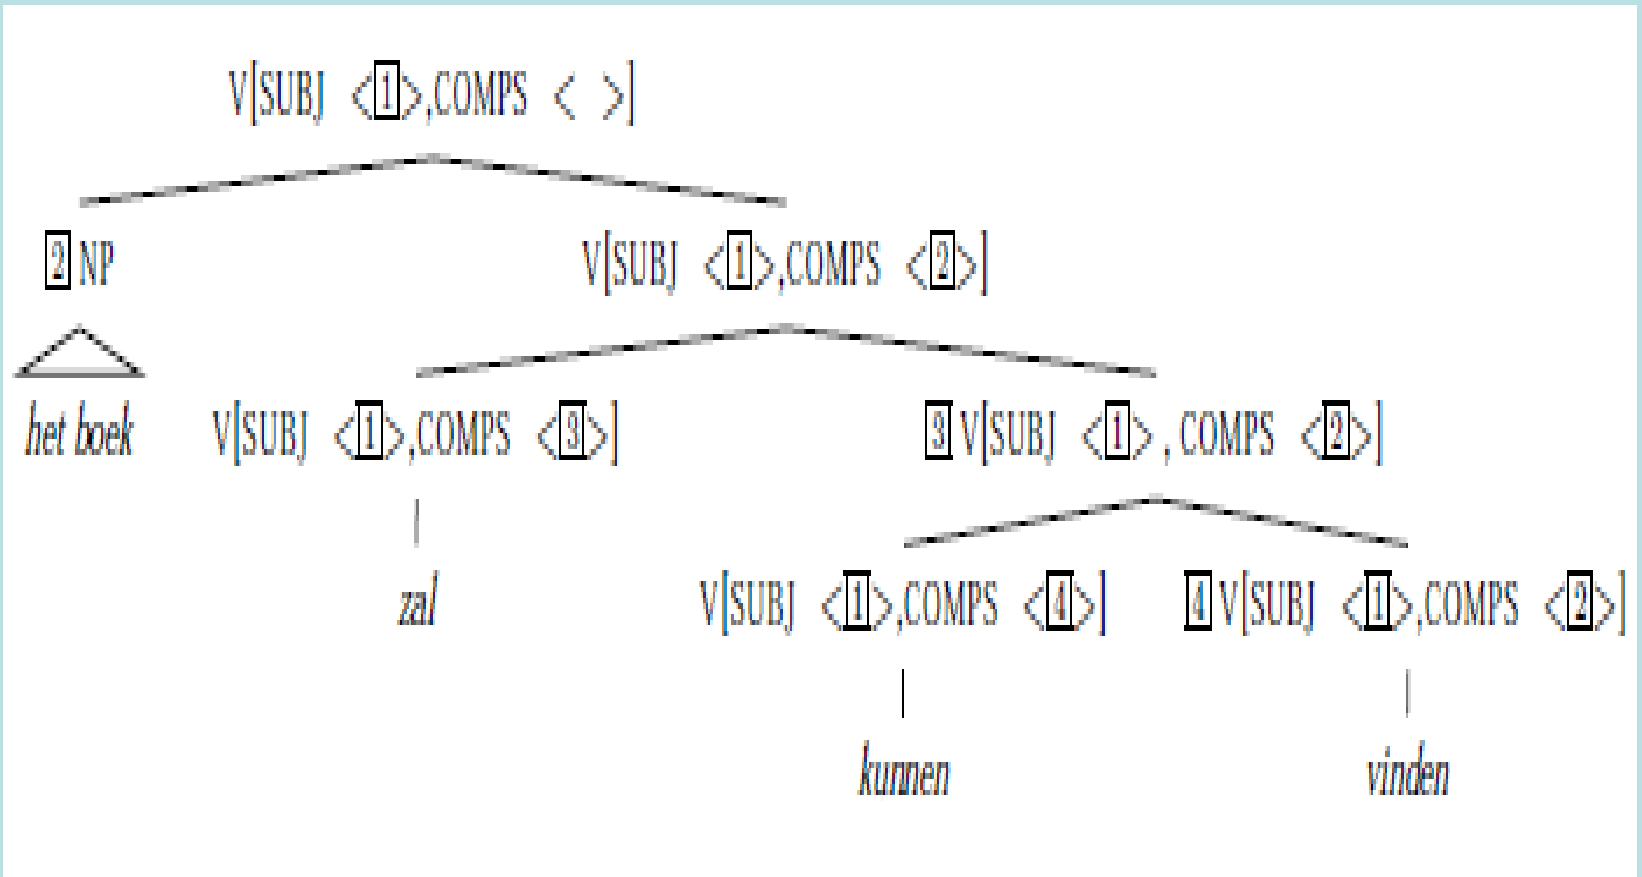 V[SUBJ <1>,COMPS < >]
2 NP V[SUBJ <1>,COMPS <2>]
het boek V[SUBJ <1>,COMPS <3>] 3 V[SUBJ <1> , COMPS <2>]
zal V[SUBJ <1>,COMPS <4>] 4 V[SUBJ <1>,COMPS <2>]
kunnen vinden